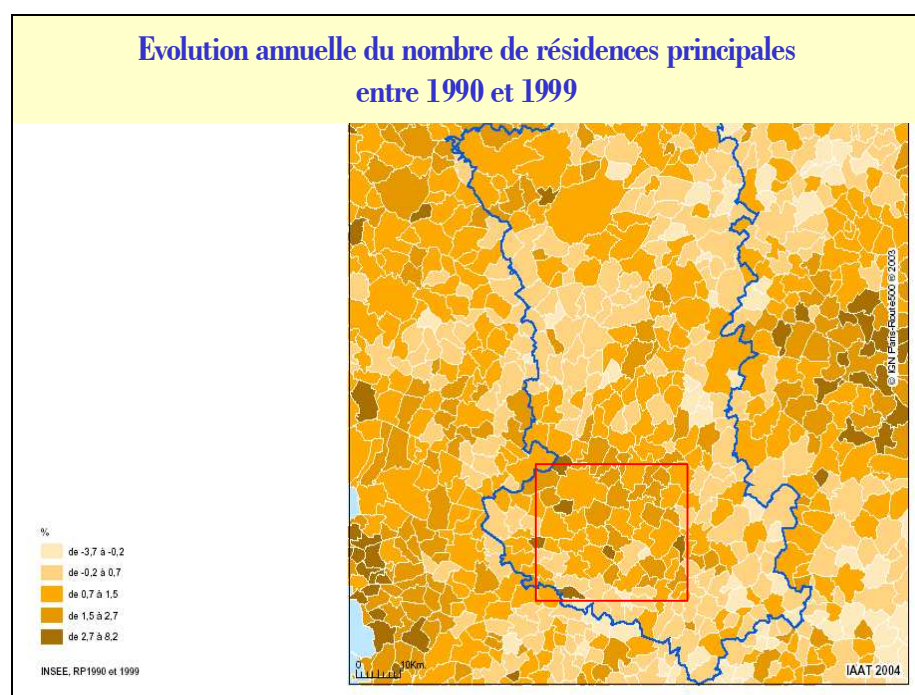 Evolution annuelle du nombre de résidences principales
entre 1990 et 1999
© IGN Paris-Route500 ® 2003
%
de -3,7 à -0,2
de -0,2 à 0,7
de 0,7 à 1,5
de 1,5 à 2,7
de 2,7 à 8,2
INSEE, RP1990 et 1999
0 10Km.
IAAT 2004